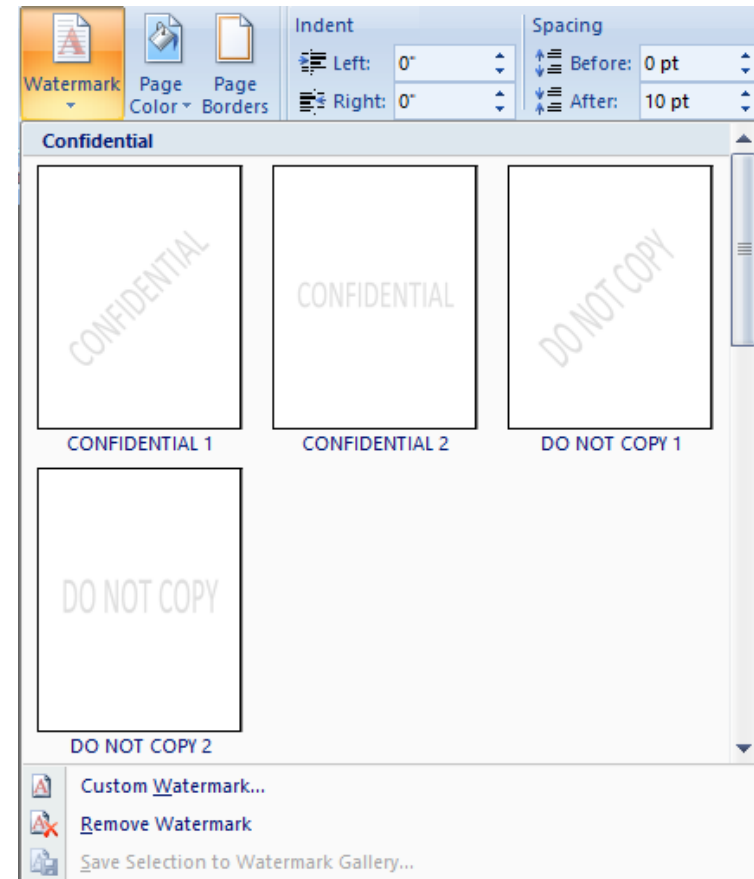 Indent
Spacing
Left: 0"
Before: 0 pt
Watermark
Page Color
Page Borders
Right: 0"
After: 10 pt
Confidential
CONFIDENTIAL
CONFIDENTIAL
DO NOT COPY
CONFIDENTIAL 1
CONFIDENTIAL 2
DO NOT COPY 1
DO NOT COPY
DO NOT COPY 2
Custom Watermark...
Remove Watermark
Save Selection to Watermark Gallery...